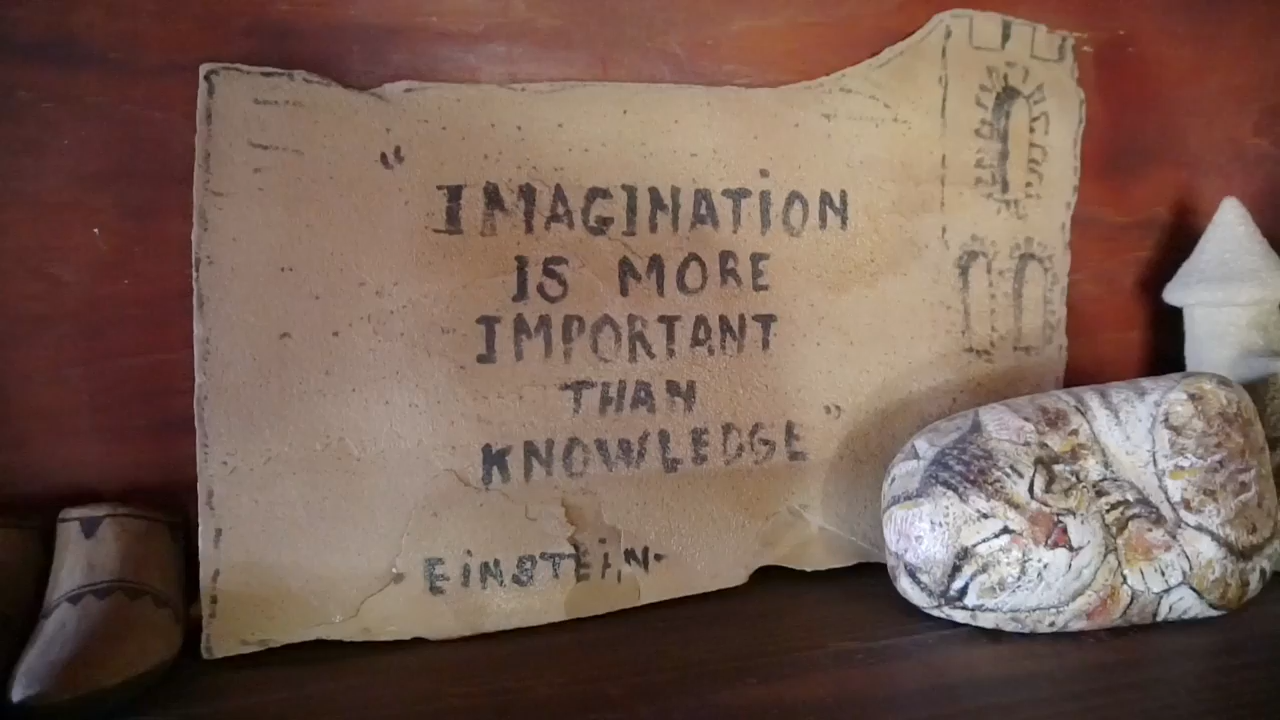 “IMAGINATION
IS MORE
IMPORTANT
THAN
KNOWLEDGE”
EiNSTEiN-